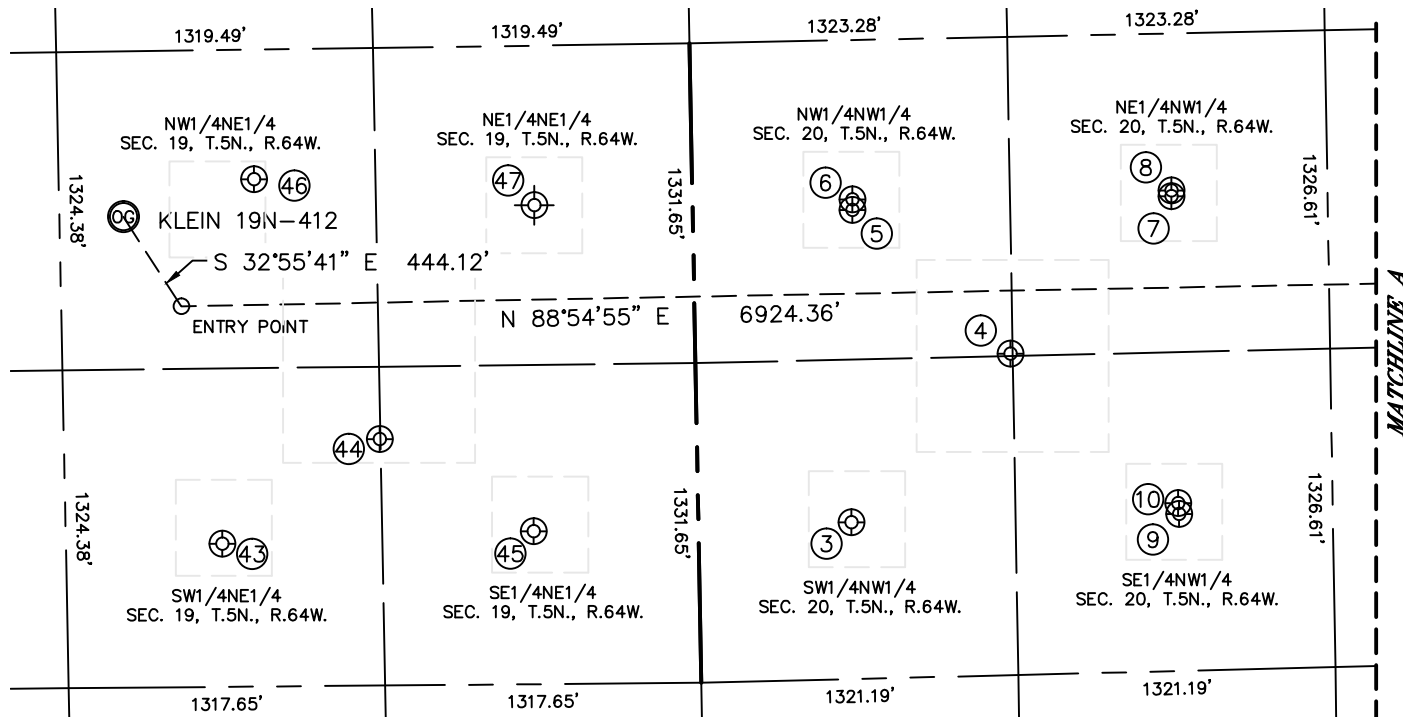 1319.49'
1319.49'
1323.28'
1323.28'
NW1/4NE1/4
SEC. 19, T.5N., R.64W.
NE1/4NE1/4
SEC. 19, T.5N., R.64W.
NW1/4NW1/4
SEC. 20, T.5N., R.64W.
NE1/4NW1/4
SEC. 20, T.5N., R.64W.
1324.38'
46
47
1331.65'
6
5
8
7
1326.61'
OG KLEIN 19N-412
S 32°55'41" E 444.12'
ENTRY POINT
N 88°54'55" E 6924.36'
4
MATCHLINE A
44
1324.38'
43
45
1331.65'
3
10
9
1326.61'
SW1/4NE1/4
SEC. 19, T.5N., R.64W.
SE1/4NE1/4
SEC. 19, T.5N., R.64W.
SW1/4NW1/4
SEC. 20, T.5N., R.64W.
SE1/4NW1/4
SEC. 20, T.5N., R.64W.
1317.65'
1317.65'
1321.19'
1321.19'